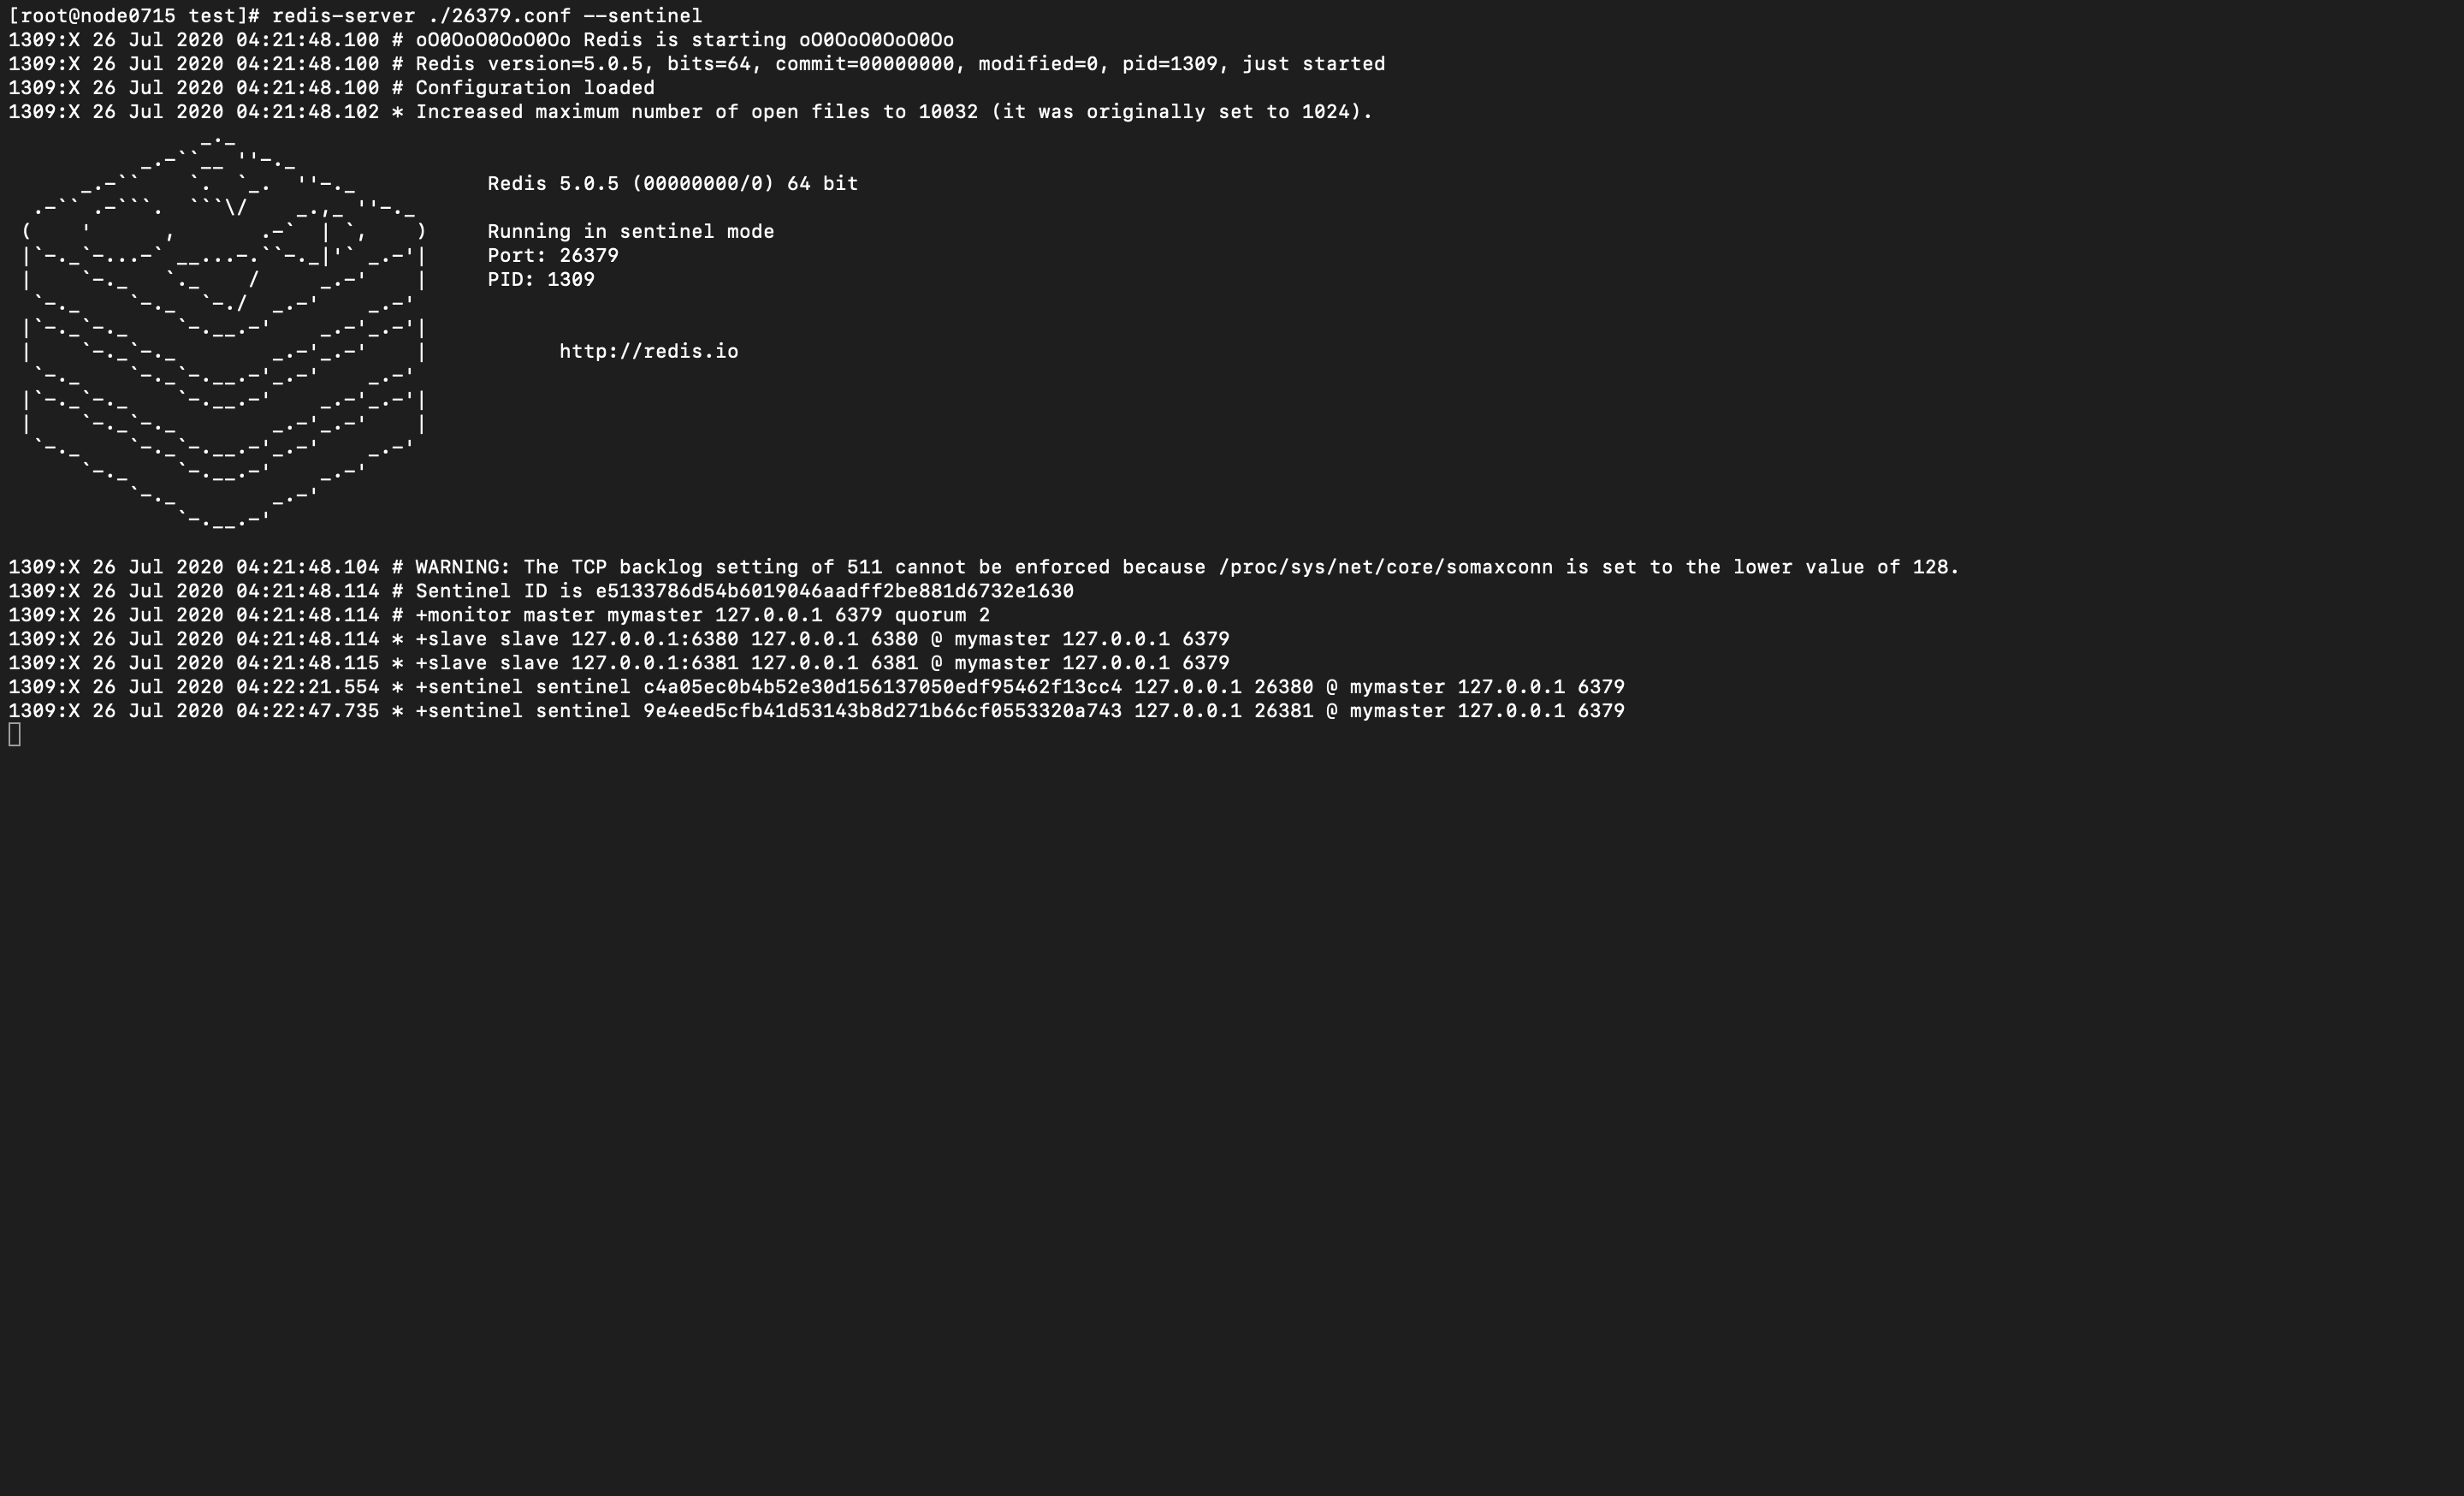 [root@node0715 test]# redis-server ./26379.conf --sentinel
1309:X 26 Jul 2020 04:21:48.100 # oO0OoO0OoO0Oo Redis is starting oO0OoO0OoO0Oo
1309:X 26 Jul 2020 04:21:48.100 # Redis version=5.0.5, bits=64, commit=00000000, modified=0, pid=1309, just started
1309:X 26 Jul 2020 04:21:48.100 # Configuration loaded
1309:X 26 Jul 2020 04:21:48.102 * Increased maximum number of open files to 10032 (it was originally set to 1024).
Redis 5.0.5 (00000000/0) 64 bit
Running in sentinel mode
Port: 26379
PID: 1309
http://redis.io
1309:X 26 Jul 2020 04:21:48.104 # WARNING: The TCP backlog setting of 511 cannot be enforced because /proc/sys/net/core/somaxconn is set to the lower value of 128.
1309:X 26 Jul 2020 04:21:48.114 # Sentinel ID is e5133786d54b6019046aadff2be881d6732e1630
1309:X 26 Jul 2020 04:21:48.114 # +monitor master mymaster 127.0.0.1 6379 quorum 2
1309:X 26 Jul 2020 04:21:48.114 * +slave slave 127.0.0.1:6380 127.0.0.1 6380 @ mymaster 127.0.0.1 6379
1309:X 26 Jul 2020 04:21:48.115 * +slave slave 127.0.0.1:6381 127.0.0.1 6381 @ mymaster 127.0.0.1 6379
1309:X 26 Jul 2020 04:22:21.554 * +sentinel sentinel c4a05ec0b4b52e30d156137050edf95462f13cc4 127.0.0.1 26380 @ mymaster 127.0.0.1 6379
1309:X 26 Jul 2020 04:22:47.735 * +sentinel sentinel 9e4eed5cfb41d53143b8d271b66cf0553320a743 127.0.0.1 26381 @ mymaster 127.0.0.1 6379